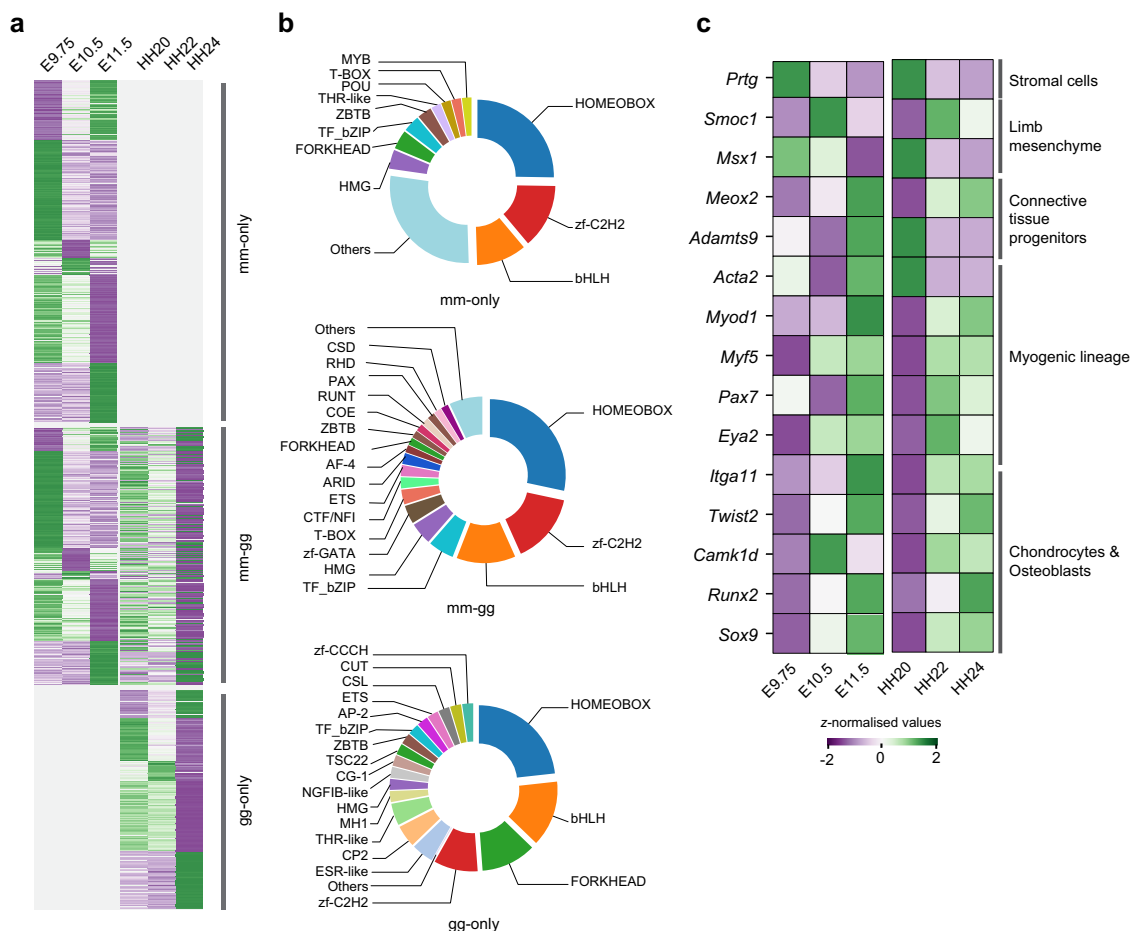 a
E9.75
E10.5
E11.5
HH20
HH22
HH24
mm-only
mm-gg
gg-only
b
MYB
T-BOX
POU
THR-like
ZBTB
TF_bZIP
FORKHEAD
HMG
Others
HOMEOBOX
zf-C2H2
bHLH
mm-only
Others
CSD
RHD
PAX
RUNT
COE
ZBTB
FORKHEAD
AF-4
ARID
ETS
CTF/NFI
T-BOX
zf-GATA
HMG
TF_bZIP
HOMEOBOX
zf-C2H2
bHLH
mm-gg
zf-CCCH
CUT
CSL
ETS
AP-2
TF_bZIP
ZBTB
TSC22
CG-1
NGFIB-like
HMG
MH1
THR-like
CP2
ESR-like
Others
zf-C2H2
HOMEOBOX
bHLH
FORKHEAD
gg-only
c
Prtg
Smoc1
Msx1
Meox2
Adamts9
Acta2
Myod1
Myf5
Pax7
Eya2
Itga11
Twist2
Camk1d
Runx2
Sox9
Stromal cells
Limb
mesenchyme
Connective
tissue
progenitors
Myogenic lineage
Chondrocytes &
Osteoblasts
E9.75
E10.5
E11.5
HH20
HH22
HH24
z-normalised values
-2 0 2